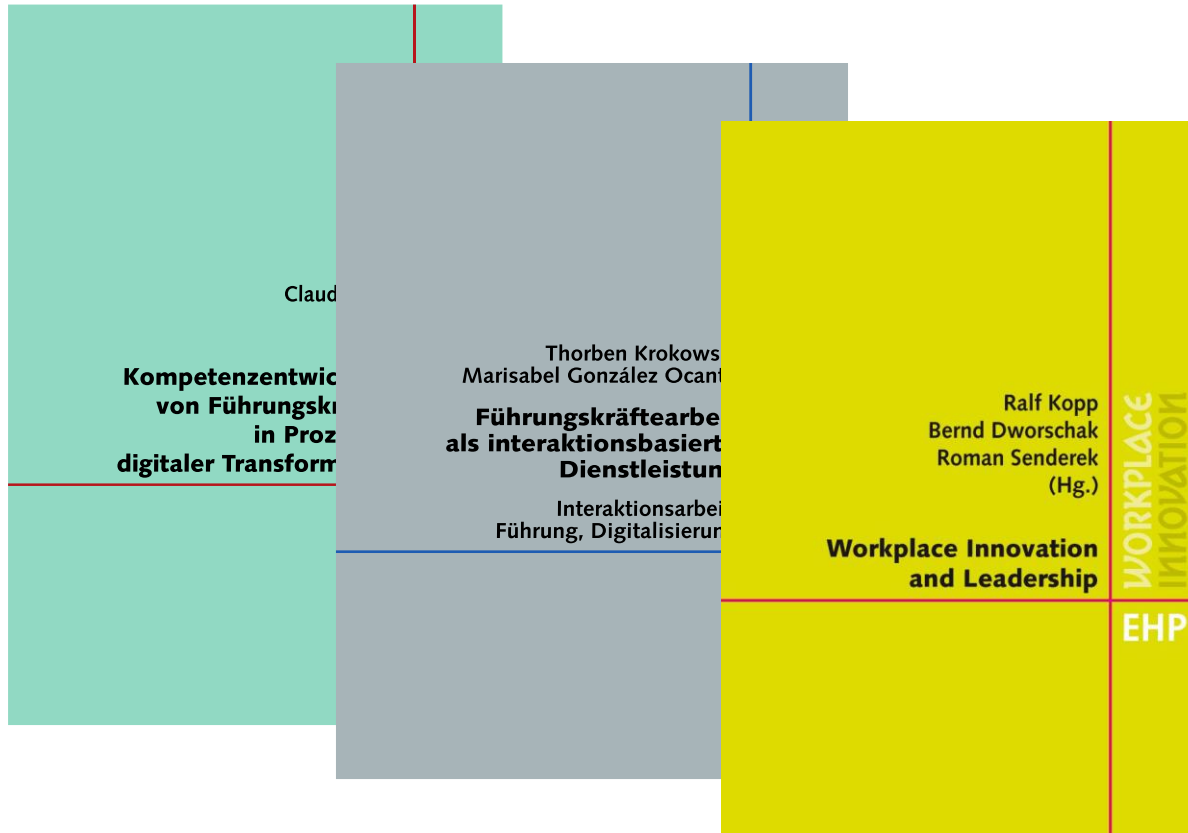 Claud
Kompetenzentwic
von Führungskr
in Proz
digitaler Transform
Thorben Krokows
Marisabel González Ocant
Führungskräftearbe
als interaktionsbasiert
Dienstleistun
Interaktionsarbei
Führung, Digitalisierun
Ralf Kopp
Bernd Dworschak
Roman Senderek
(Hg.)
Workplace Innovation
and Leadership
WORKPLACE
INNOVATION
EHP